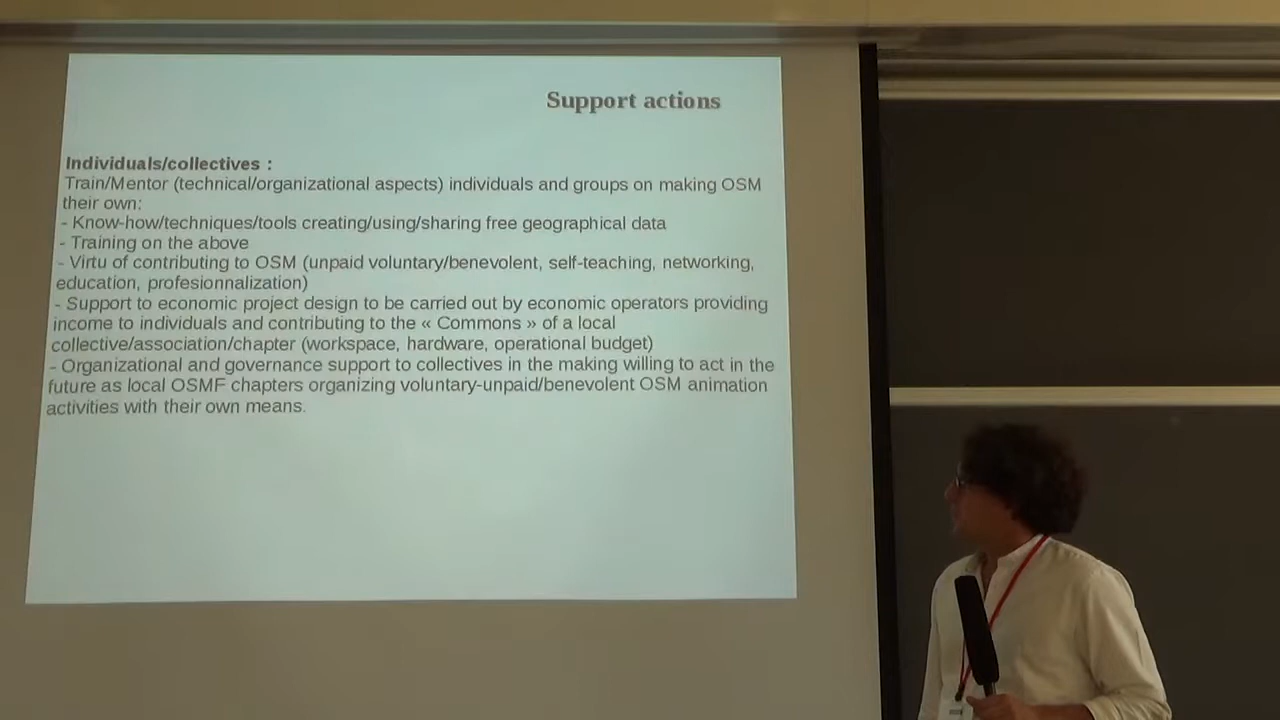 Support actions
Individuals/collectives :
Train/Mentor (technical/organizational aspects) individuals and groups on making OSM
their own:
- Know-how/techniques/tools creating/using/sharing free geographical data
- Training on the above
- Virtu of contributing to OSM (unpaid voluntary/benevolent, self-teaching, networking,
education, profesionnalization)
- Support to economic project design to be carried out by economic operators providing
income to individuals and contributing to the « Commons » of a local
collective/association/chapter (workspace, hardware, operational budget)
- Organizational and governance support to collectives in the making willing to act in the
future as local OSMF chapters organizing voluntary-unpaid/benevolent OSM animation
activities with their own means.